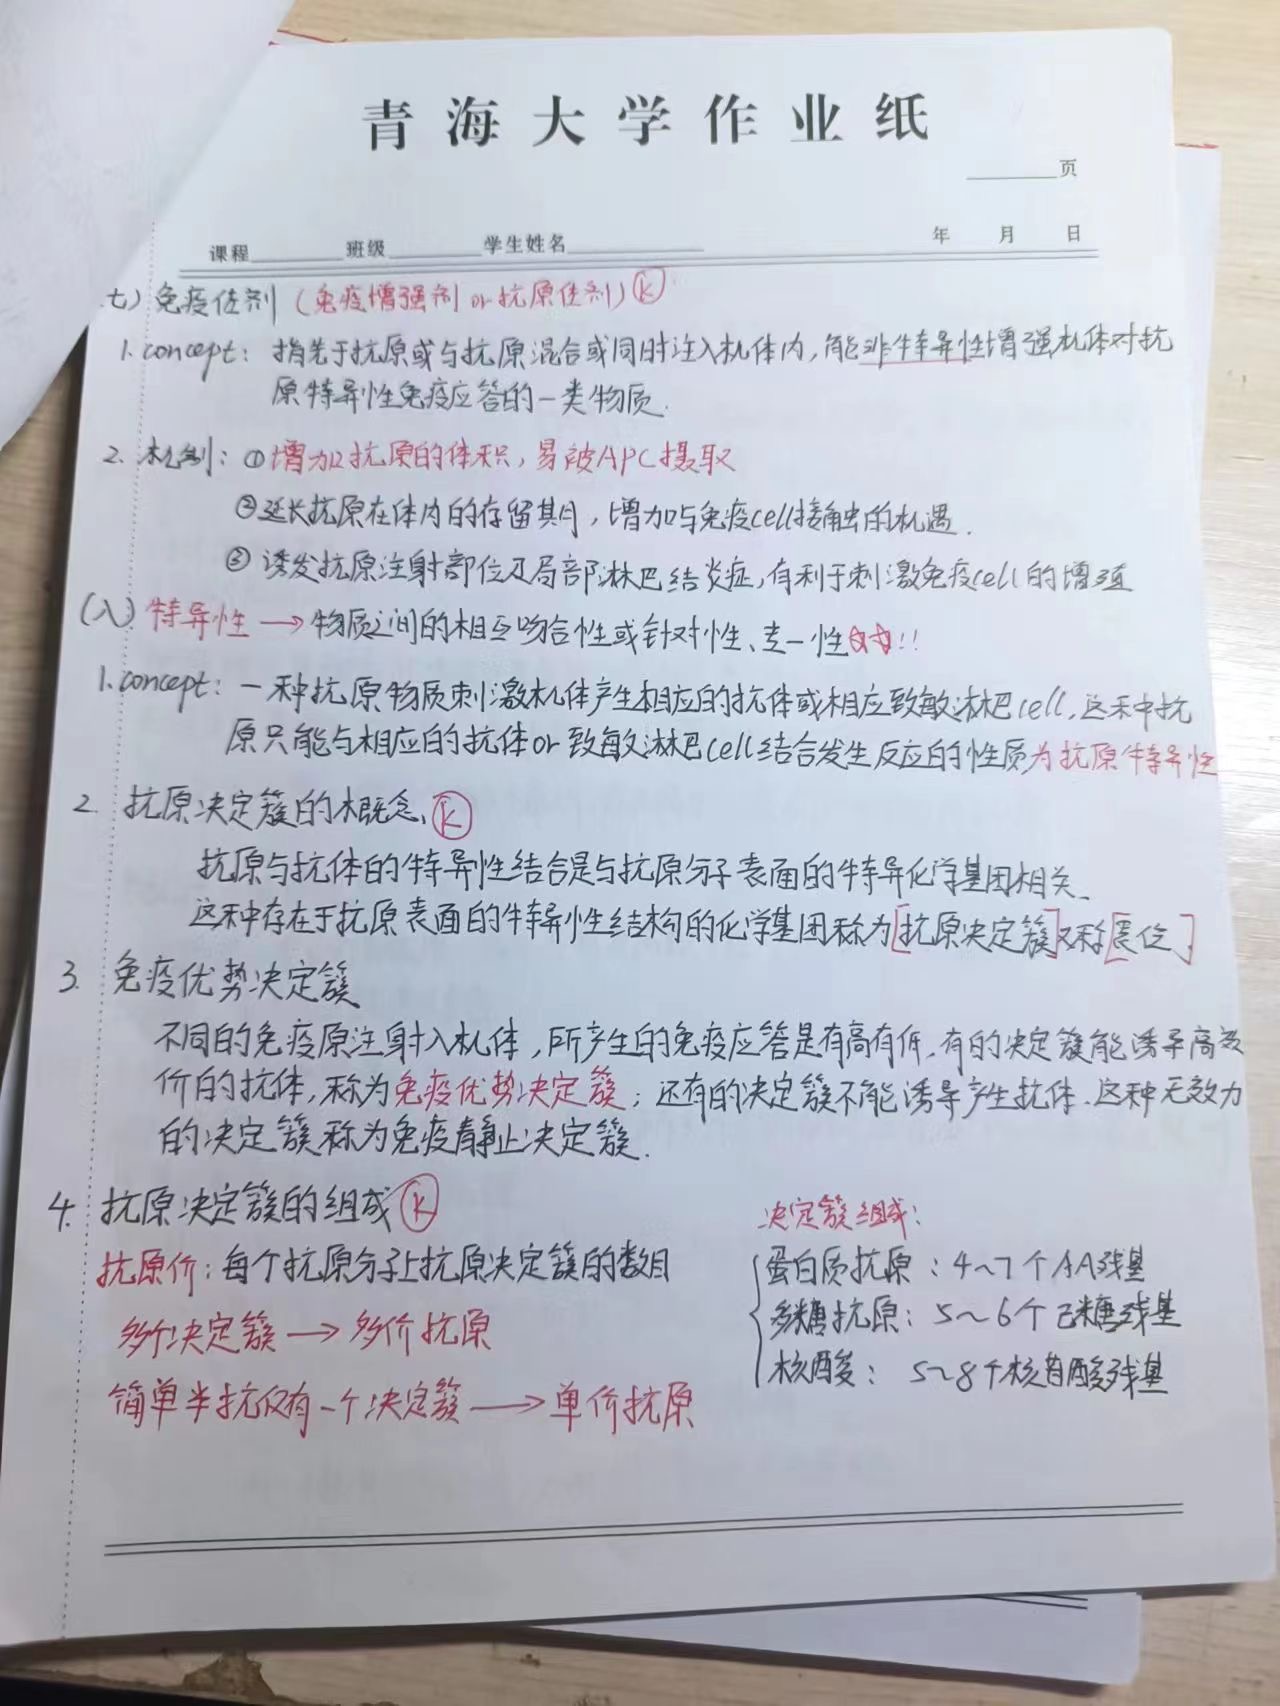 青海大学作业纸
页
课程 班级 学生姓名 年 月 日
七) 免疫佐剂 (免疫增强剂 or 抗原佐剂) K
1. concept: 指先于抗原或与抗原混合或同时注入机体内, 能非特异性增强机体对抗
原特异性免疫应答的一类物质.
2. 机制: ①增加抗原的体积, 易被APC摄取
②延长抗原在体内的存留期, 增加与免疫cell接触的机遇.
③ 诱发抗原注射部位及局部淋巴结炎症, 有利于刺激免疫cell的增殖
(八) 特异性 → 物质之间的相互吻合性或针对性、专一性☆☆!!
1. concept: 一种抗原物质刺激机体产生相应的抗体或相应致敏淋巴cell, 这种抗
原只能与相应的抗体or致敏淋巴cell结合发生反应的性质为抗原特异性
2. 抗原决定簇的概念 K
抗原与抗体的特异性结合是与抗原分子表面的特异化学基团相关.
这种存在于抗原表面的特异性结构的化学基团称为[抗原决定簇]又称[表位]
3. 免疫优势决定簇
不同的免疫原注射入机体, 所产生的免疫应答是有高有低, 有的决定簇能诱导高效
价的抗体, 称为免疫优势决定簇; 还有的决定簇不能诱导产生抗体. 这种无效力
的决定簇称为免疫静止决定簇.
4. 抗原决定簇的组成 K
抗原价: 每个抗原分子上抗原决定簇的数目
多个决定簇 → 多价抗原
简单半抗仅有一个决定簇 → 单价抗原
决定簇组成:
蛋白质抗原: 4~7个AA残基
多糖抗原: 5~6个己糖残基
核酸: 5~8个核苷酸残基